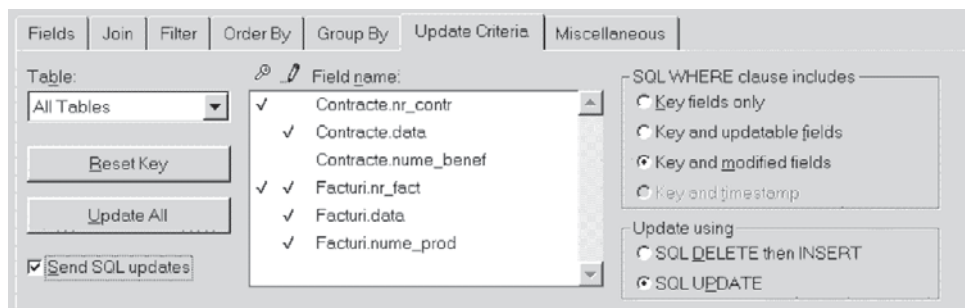 Fields Join Filter Order By Group By Update Criteria Miscellaneous
Table:
All Tables
Reset Key
Update All
Send SQL updates
Field name:
Contracte.nr_contr
Contracte.data
Contracte.nume_benef
Facturi.nr_fact
Facturi.data
Facturi.nume_prod
SQL WHERE clause includes
Key fields only
Key and updatable fields
Key and modified fields
Key and timestamp
Update using
SQL DELETE then INSERT
SQL UPDATE